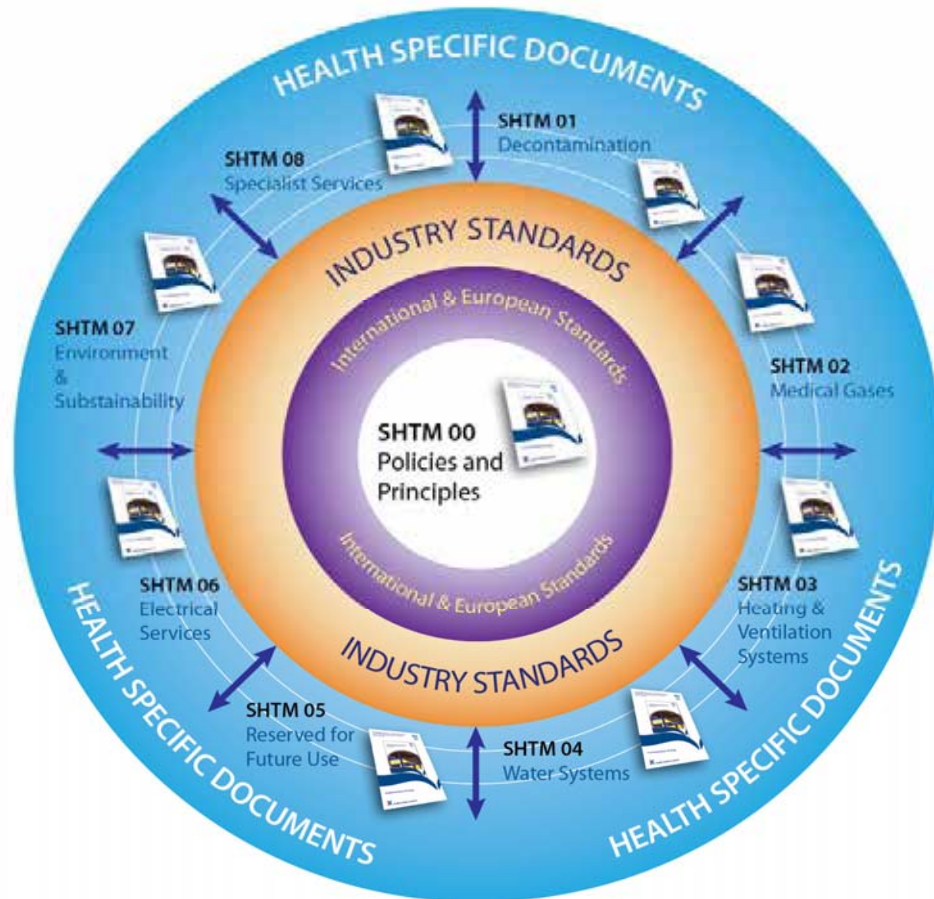 HEALTH SPECIFIC DOCUMENTS
SHTM 01
Decontamination
SHTM 08
Specialist Services
INDUSTRY STANDARDS
International & European Standards
SHTM 07
Environment
&
Substainability
SHTM 02
Medical Gases
SHTM 00
Policies and
Principles
International & European Standards
SHTM 06
Electrical
Services
SHTM 03
Heating &
Ventilation
Systems
INDUSTRY STANDARDS
SHTM 05
Reserved for
Future Use
SHTM 04
Water Systems
HEALTH SPECIFIC DOCUMENTS
HEALTH SPECIFIC DOCUMENTS